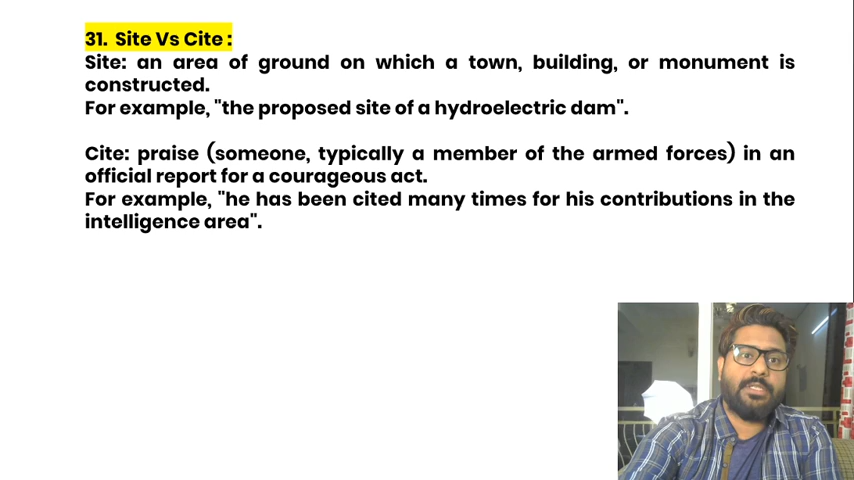 31. Site Vs Cite :
Site: an area of ground on which a town, building, or monument is
constructed.
For example, "the proposed site of a hydroelectric dam".
Cite: praise (someone, typically a member of the armed forces) in an
official report for a courageous act.
For example, "he has been cited many times for his contributions in the
intelligence area".